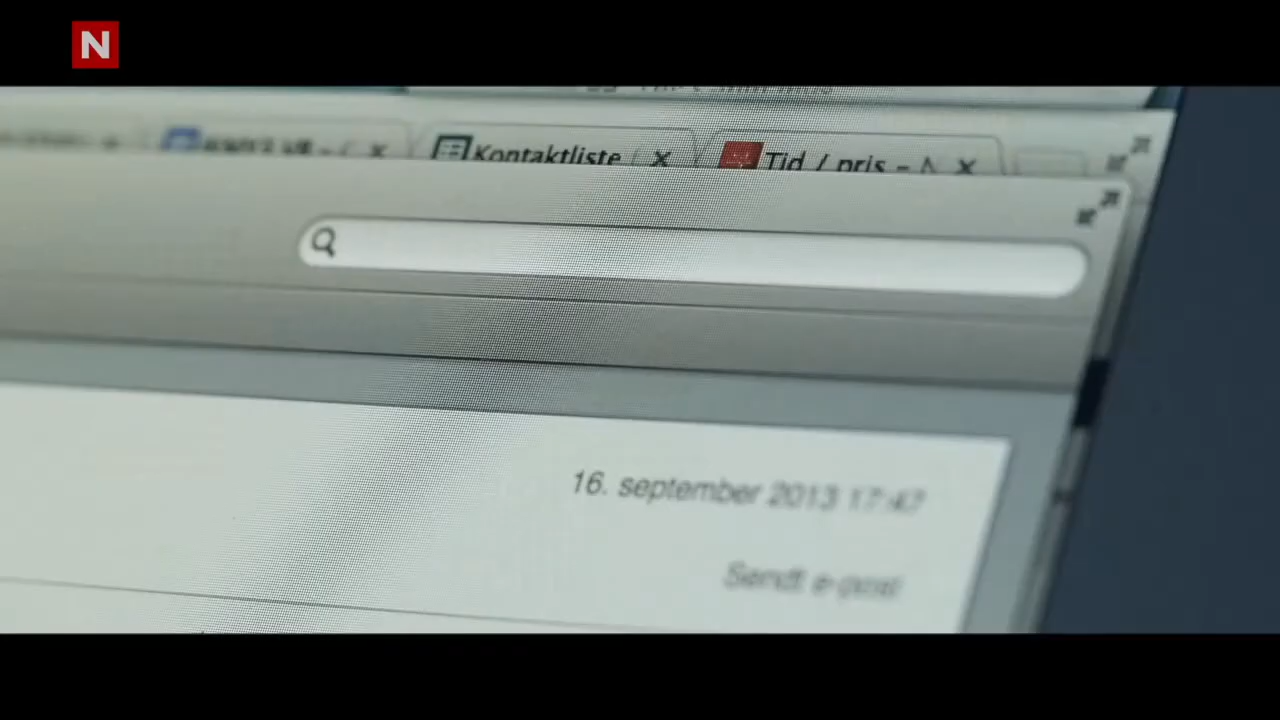 N
Kontaktliste
Tid / pris - N
16. september 2013 17:47
Sendt e-post